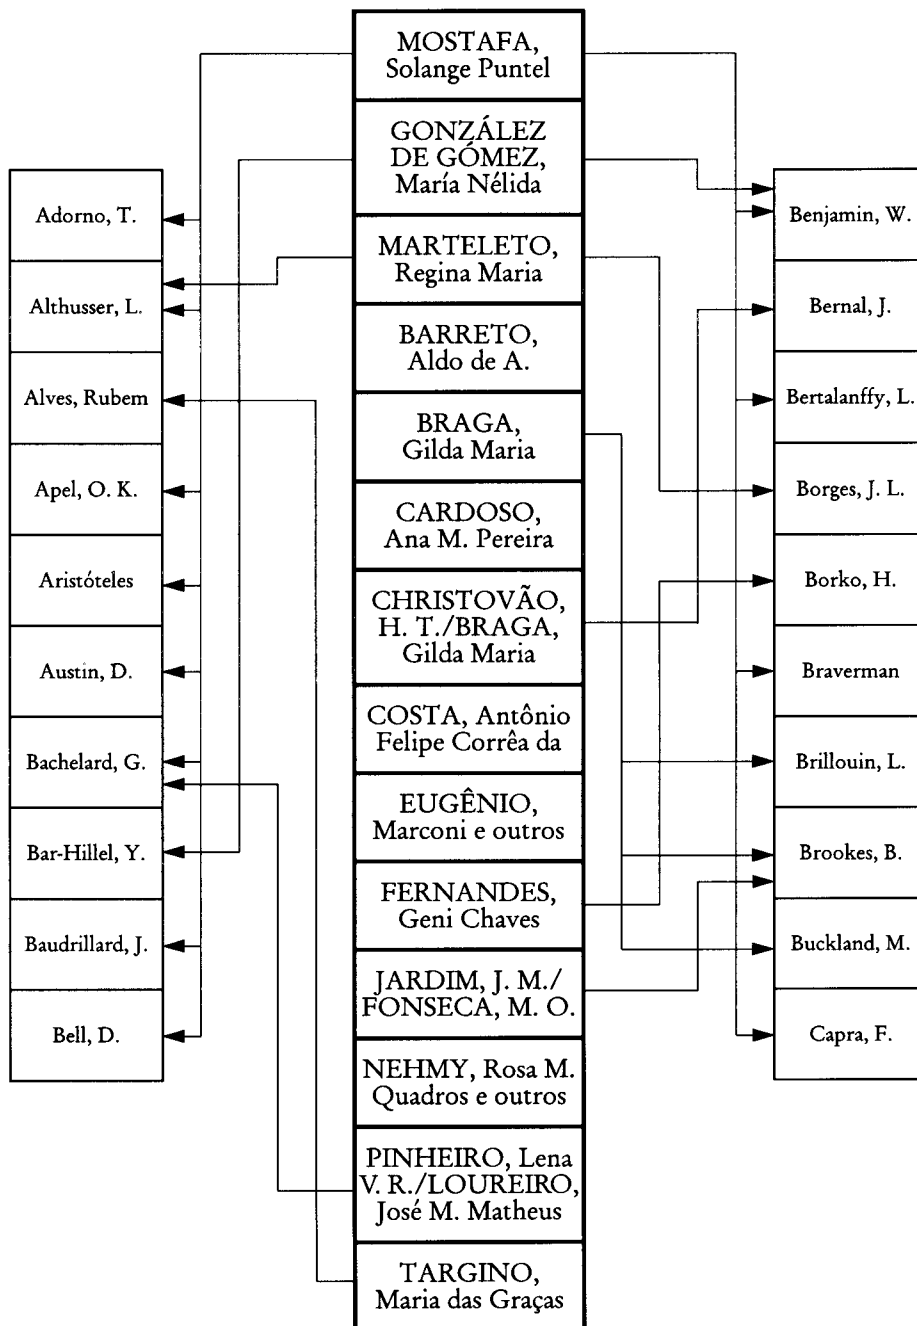 MOSTAFA,
Solange Puntel
GONZÁLEZ
DE GÓMEZ,
María Nélida
MARTELETO,
Regina Maria
BARRETO,
Aldo de A.
BRAGA,
Gilda Maria
CARDOSO,
Ana M. Pereira
CHRISTOVÃO,
H. T./BRAGA,
Gilda Maria
COSTA, Antônio
Felipe Corrêa da
EUGÊNIO,
Marconi e outros
FERNANDES,
Geni Chaves
JARDIM, J. M./
FONSECA, M. O.
NEHMY, Rosa M.
Quadros e outros
PINHEIRO, Lena
V. R./LOUREIRO,
José M. Matheus
TARGINO,
Maria das Graças
Adorno, T.
Althusser, L.
Alves, Rubem
Apel, O. K.
Aristóteles
Austin, D.
Bachelard, G.
Bar-Hillel, Y.
Baudrillard, J.
Bell, D.
Benjamin, W.
Bernal, J.
Bertalanffy, L.
Borges, J. L.
Borko, H.
Braverman
Brillouin, L.
Brookes, B.
Buckland, M.
Capra, F.